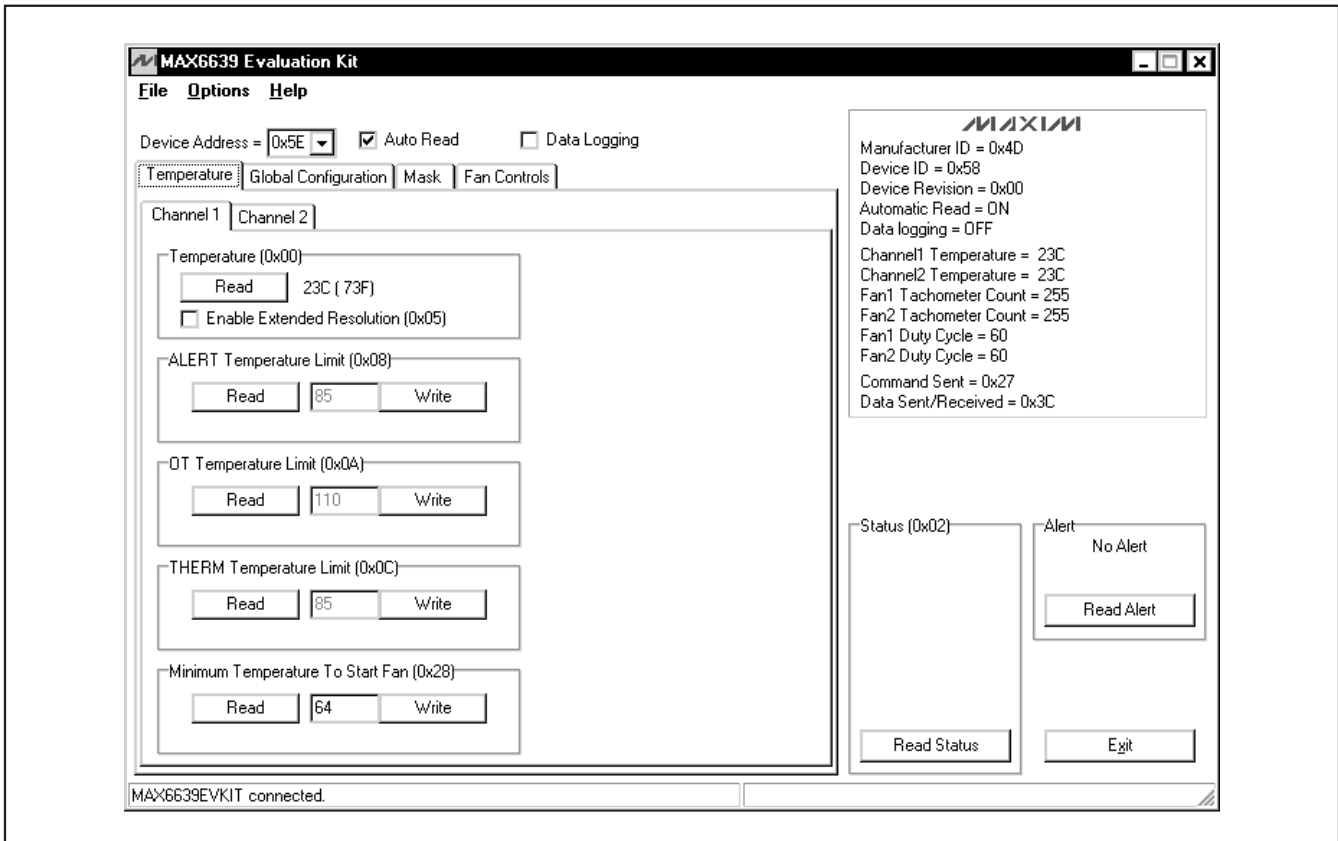 MAX6639 Evaluation Kit
File Options Help
Device Address = 0x5E Auto Read Data Logging
Temperature Global Configuration Mask Fan Controls
Channel 1 Channel 2
Temperature (0x00)
Read 23C ( 73F)
Enable Extended Resolution (0x05)
ALERT Temperature Limit (0x08)
Read 85 Write
OT Temperature Limit (0x0A)
Read 110 Write
THERM Temperature Limit (0x0C)
Read 85 Write
Minimum Temperature To Start Fan (0x28)
Read 64 Write
MAXIM
Manufacturer ID = 0x4D
Device ID = 0x58
Device Revision = 0x00
Automatic Read = ON
Data logging = OFF
Channel1 Temperature = 23C
Channel2 Temperature = 23C
Fan1 Tachometer Count = 255
Fan2 Tachometer Count = 255
Fan1 Duty Cycle = 60
Fan2 Duty Cycle = 60
Command Sent = 0x27
Data Sent/Received = 0x3C
Status (0x02)
Read Status
Alert
No Alert
Read Alert
Exit
MAX6639EVKIT connected.